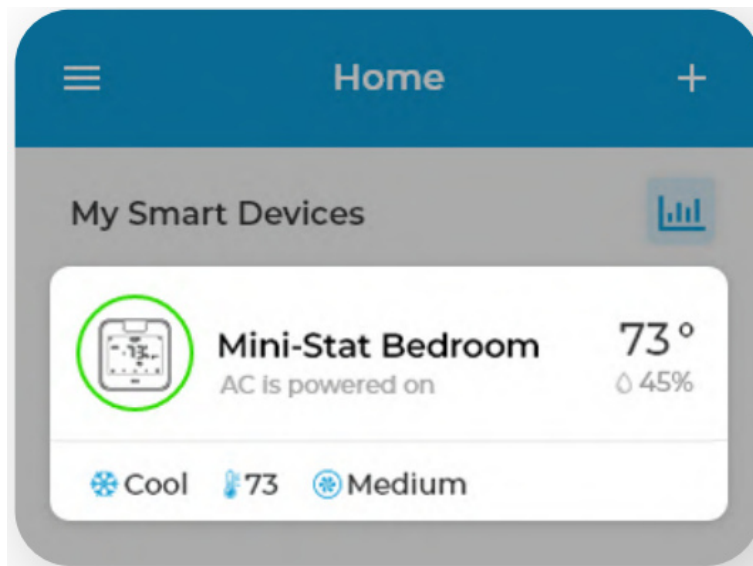 Home
My Smart Devices
Mini-Stat Bedroom
73°
AC is powered on
45%
Cool
73
Medium